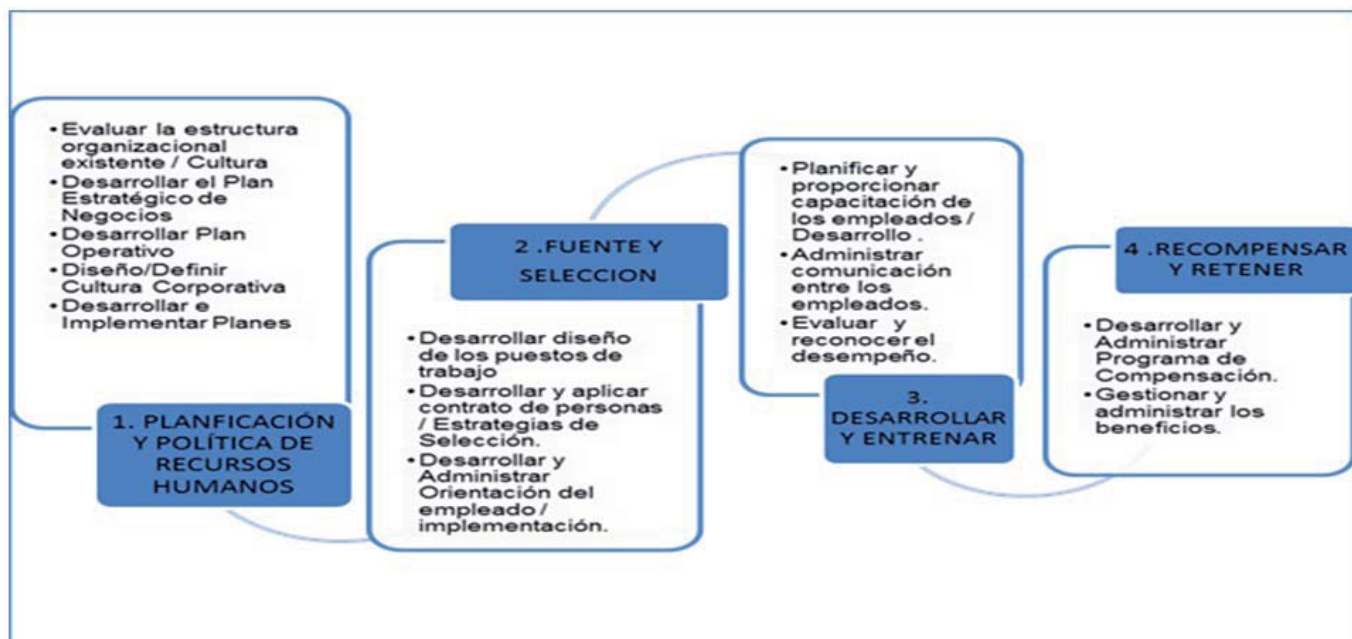 •Evaluar la estructura
organizacional
existente / Cultura
•Desarrollar el Plan
Estratégico de
Negocios
•Desarrollar Plan
Operativo
•Diseño/Definir
Cultura Corporativa
•Desarrollar e
Implementar Planes
1. PLANFICACIÓN
Y POLÍTICA DE
RECURSOS
HUMANOS
2 .FUENTE Y
SELECCION
•Desarrollar diseño
de los puestos de
trabajo
•Desarrollar y aplicar
contrato de personas
/ Estrategias de
Selección.
•Desarrollar y
Administrar
Orientación del
empleado /
implementación.
•Planificar y
proporcionar
capacitación de
los empleados /
Desarrollo .
•Administrar
comunicación
entre los
empleados.
•Evaluar y
reconocer el
desempeño.
3.
DESARROLLAR
Y ENTRENAR
4 .RECOMPENSAR
Y RETENER
•Desarrollar y
Administrar
Programa de
Compensación.
•Gestionar y
administrar los
beneficios.